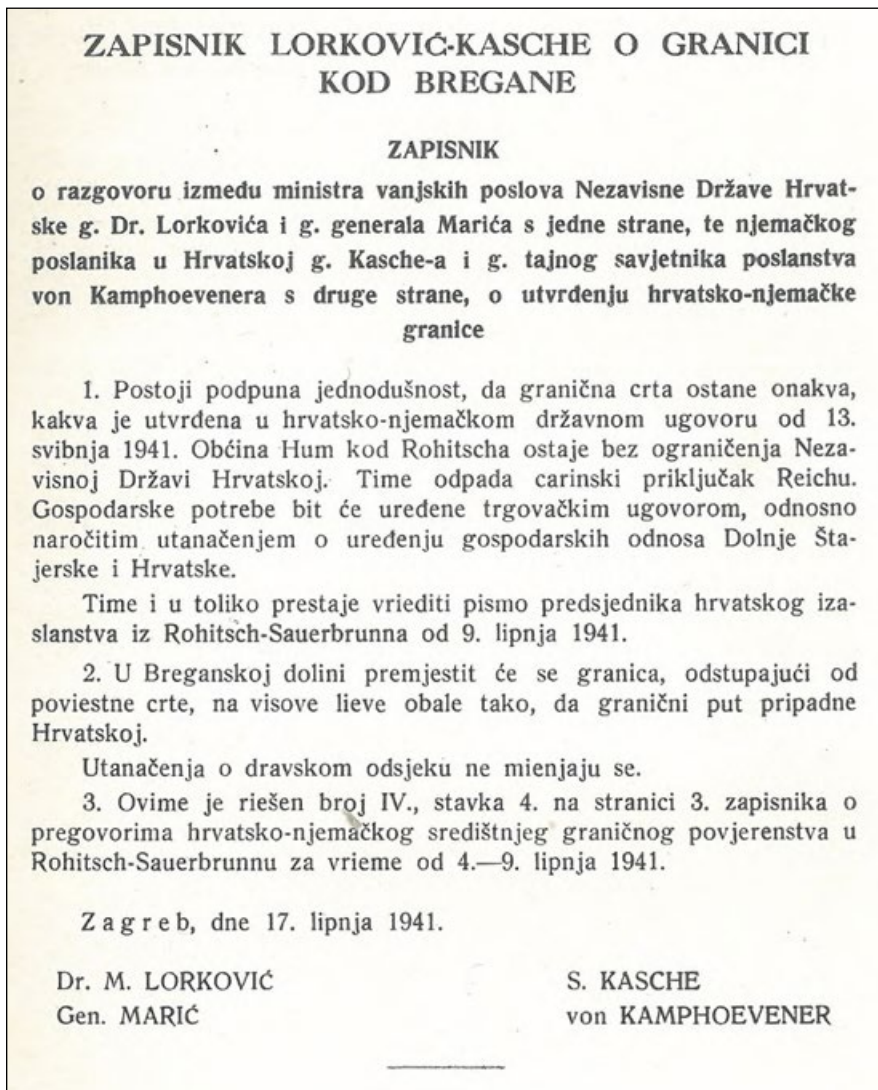 ZAPISNIK LORKOVIĆ-KASCHE O GRANICI
KOD BREGANE
ZAPISNIK
o razgovoru između ministra vanjskih poslova Nezavisne Države Hrvat-
ske g. Dr. Lorkovića i g. generala Marića s jedne strane, te njemačkog
poslanika u Hrvatskoj g. Kasche-a i g. tajnog savjetnika poslanstva
von Kamphoevenera s druge strane, o utvrđenju hrvatsko-njemačke
granice
1. Postoji podpuna jednodušnost, da granična crta ostane onakva,
kakva je utvrđena u hrvatsko-njemačkom državnom ugovoru od 13.
svibnja 1941. Obćina Hum kod Rohitscha ostaje bez ograničenja Neza-
visnoj Državi Hrvatskoj. Time odpada carinski priključak Reichu.
Gospodarske potrebe bit će uređene trgovačkim ugovorom, odnosno
naročitim utanačenjem o uređenju gospodarskih odnosa Dolnje Šta-
jerske i Hrvatske.
Time i u toliko prestaje vriediti pismo predsjednika hrvatskog iza-
slanstva iz Rohitsch-Sauerbrunna od 9. lipnja 1941.
2. U Breganskoj dolini premjestit će se granica, odstupajući od
poviestne crte, na visove lieve obale tako, da granični put pripadne
Hrvatskoj.
Utanačenja o dravskom odsjeku ne mienjaju se.
3. Ovime je riešen broj IV., stavka 4. na stranici 3. zapisnika o
pregovorima hrvatsko-njemačkog središtnjeg graničnog povjerenstva u
Rohitsch-Sauerbrunnu za vrieme od 4.—9. lipnja 1941.
Zagreb, dne 17. lipnja 1941.
Dr. M. LORKOVIĆ S. KASCHE
Gen. MARIĆ von KAMPHOEVENER